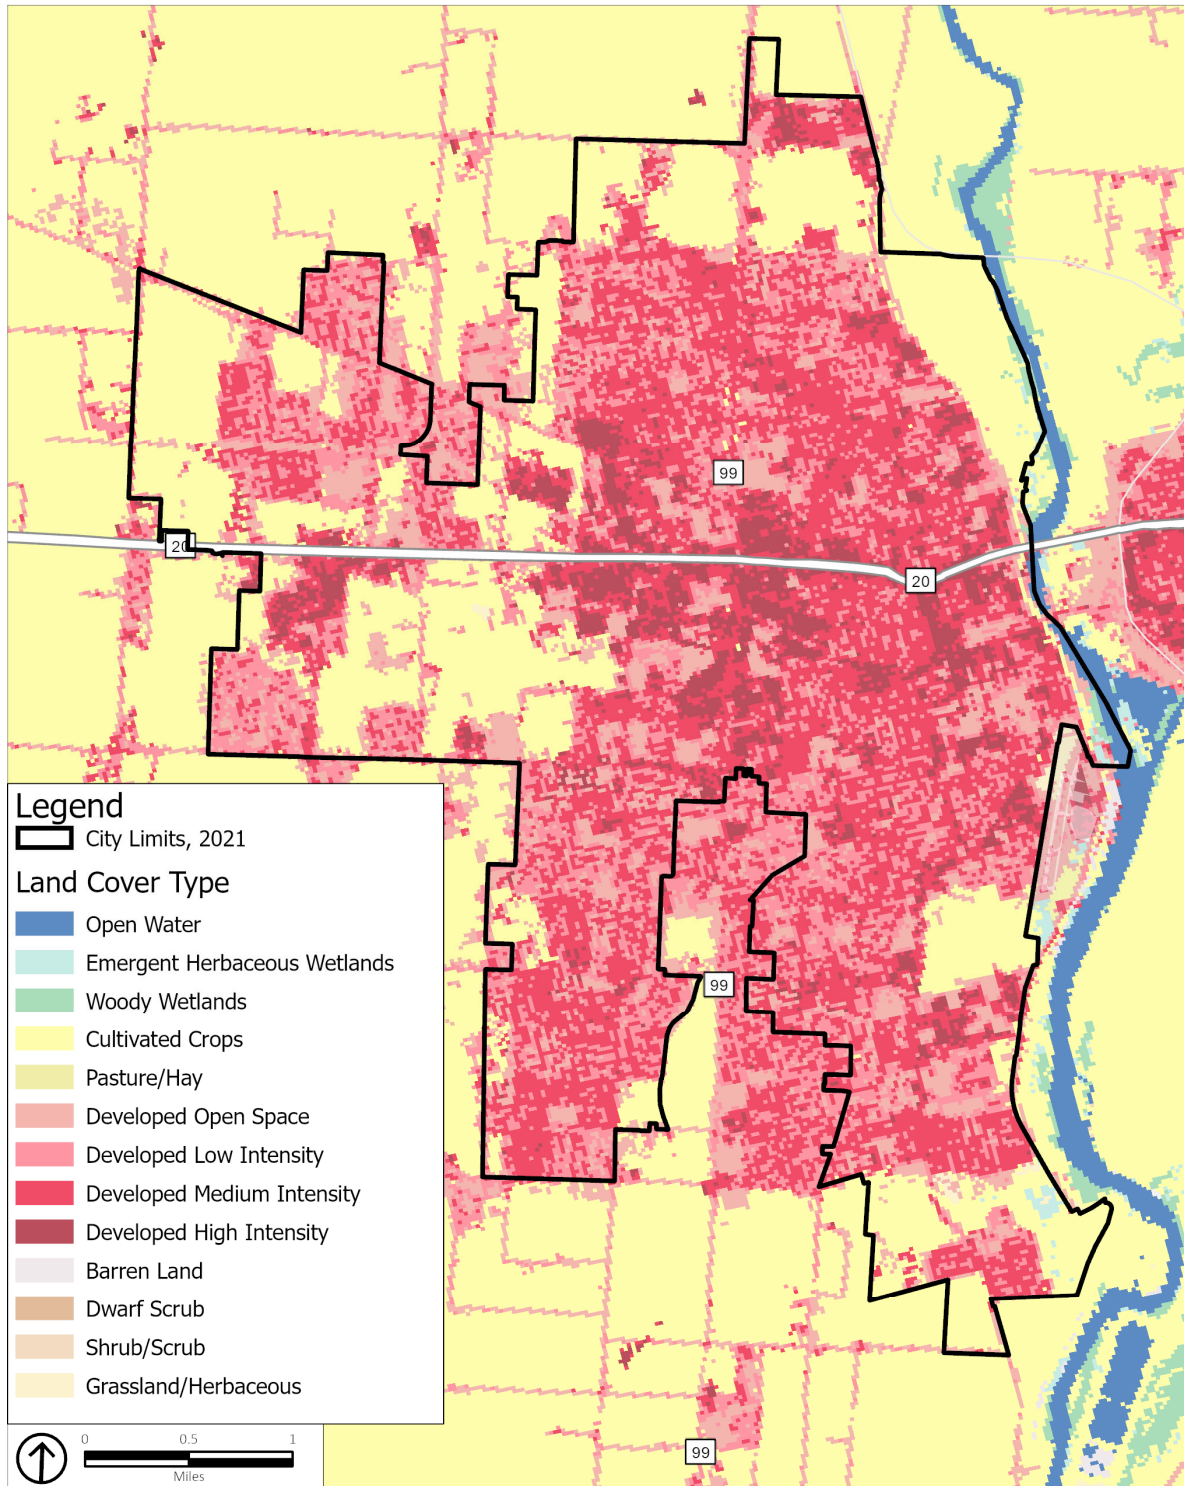 99
20
20
99
Legend
City Limits, 2021
Land Cover Type
Open Water
Emergent Herbaceous Wetlands
Woody Wetlands
Cultivated Crops
Pasture/Hay
Developed Open Space
Developed Low Intensity
Developed Medium Intensity
Developed High Intensity
Barren Land
Dwarf Scrub
Shrub/Scrub
Grassland/Herbaceous
0 0.5 1
Miles
99